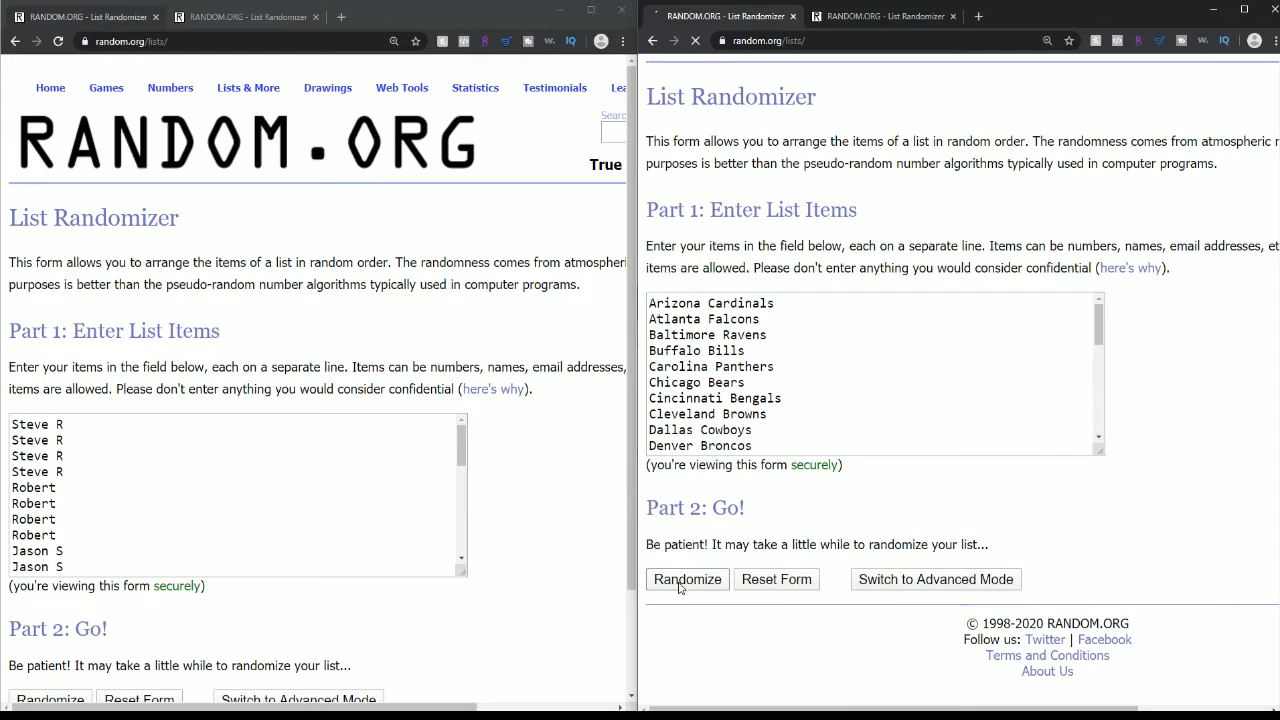 RANDOM.ORG - List Randomizer
RANDOM.ORG - List Randomizer
random.org/lists/
Home Games Numbers Lists & More Drawings Web Tools Statistics Testimonials Lea
RANDOM.ORG
Searc
True
List Randomizer
This form allows you to arrange the items of a list in random order. The randomness comes from atmospheri
purposes is better than the pseudo-random number algorithms typically used in computer programs.
Part 1: Enter List Items
Enter your items in the field below, each on a separate line. Items can be numbers, names, email addresses,
items are allowed. Please don't enter anything you would consider confidential (here's why).
Steve R
Steve R
Steve R
Steve R
Robert
Robert
Robert
Robert
Jason S
Jason S
(you're viewing this form securely)
Part 2: Go!
Be patient! It may take a little while to randomize your list...
Randomize Reset Form Switch to Advanced Mode
RANDOM.ORG - List Randomizer
RANDOM.ORG - List Randomizer
random.org/lists/
List Randomizer
This form allows you to arrange the items of a list in random order. The randomness comes from atmospheric r
purposes is better than the pseudo-random number algorithms typically used in computer programs.
Part 1: Enter List Items
Enter your items in the field below, each on a separate line. Items can be numbers, names, email addresses, et
items are allowed. Please don't enter anything you would consider confidential (here's why).
Arizona Cardinals
Atlanta Falcons
Baltimore Ravens
Buffalo Bills
Carolina Panthers
Chicago Bears
Cincinnati Bengals
Cleveland Browns
Dallas Cowboys
Denver Broncos
(you're viewing this form securely)
Part 2: Go!
Be patient! It may take a little while to randomize your list...
Randomize Reset Form Switch to Advanced Mode
© 1998-2020 RANDOM.ORG
Follow us: Twitter | Facebook
Terms and Conditions
About Us